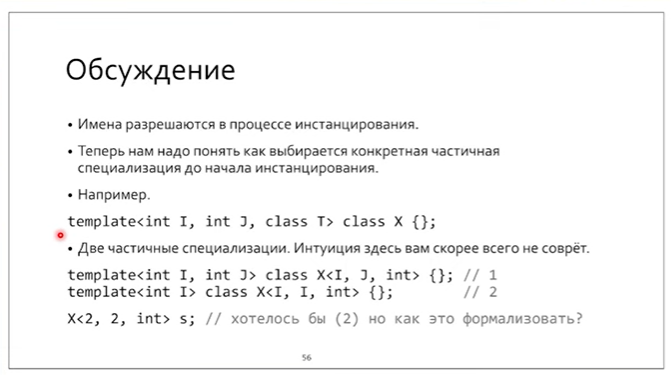 Обсуждение
• Имена разрешаются в процессе инстанцирования.
• Теперь нам надо понять как выбирается конкретная частичная
специализация до начала инстанцирования.
• Например.
template<int I, int J, class T> class X {};
• Две частичные специализации. Интуиция здесь вам скорее всего не соврёт.
template<int I, int J> class X<I, J, int> {}; // 1
template<int I> class X<I, I, int> {}; // 2
X<2, 2, int> s; // хотелось бы (2) но как это формализовать?
56